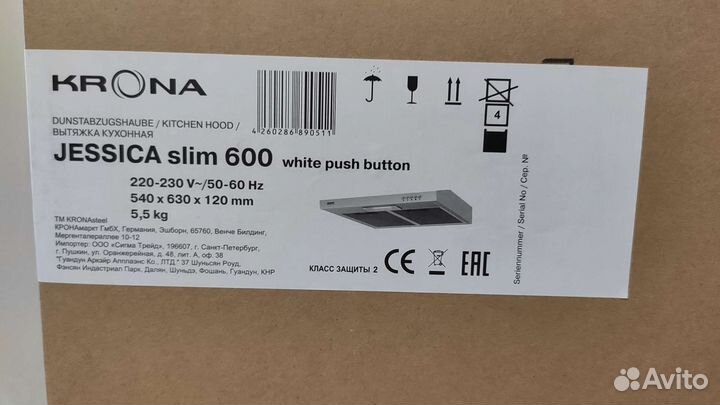 KRONA
4 260286 890511
4
DUNSTABZUGSHAUBE / KITCHEN HOOD /
ВЫТЯЖКА КУХОННАЯ
JESSICA slim 600 white push button
220-230 V~/50-60 Hz
540 x 630 x 120 mm
5,5 kg
ТМ KRONAsteel
КРОНАмаркт ГмбХ, Германия, Эшборн, 65760, Венче Билдинг,
Мергенталераллее 10-12
Импортер: ООО «Сигма Трейд», 196607, г. Санкт-Петербург,
г. Пушкин, ул. Оранжерейная, д. 48, лит. А, оф. 38
"Гуандун Аркэйр Апплаэнс Ко., ЛТД." 37 Шуньсян Роуд,
Фэнсян Индастриал Парк, Далян, Шуньдэ, Фошань, Гуандун, КНР
КЛАСС ЗАЩИТЫ 2
CE
EAC
Seriennummer / Serial No / Сер. №
Avito